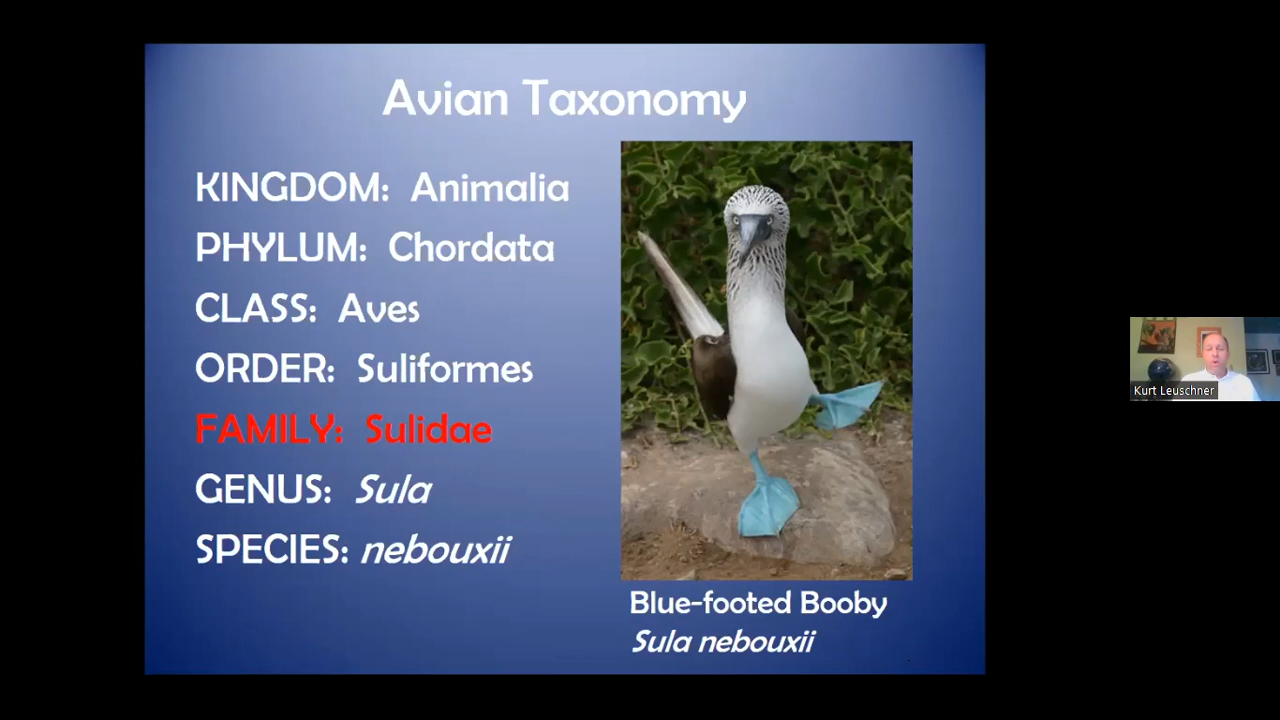 Avian Taxonomy
KINGDOM: Animalia
PHYLUM: Chordata
CLASS: Aves
ORDER: Suliformes
FAMILY: Sulidae
GENUS: Sula
SPECIES: nebouxii
Blue-footed Booby
Sula nebouxii
Kurt Leuschner